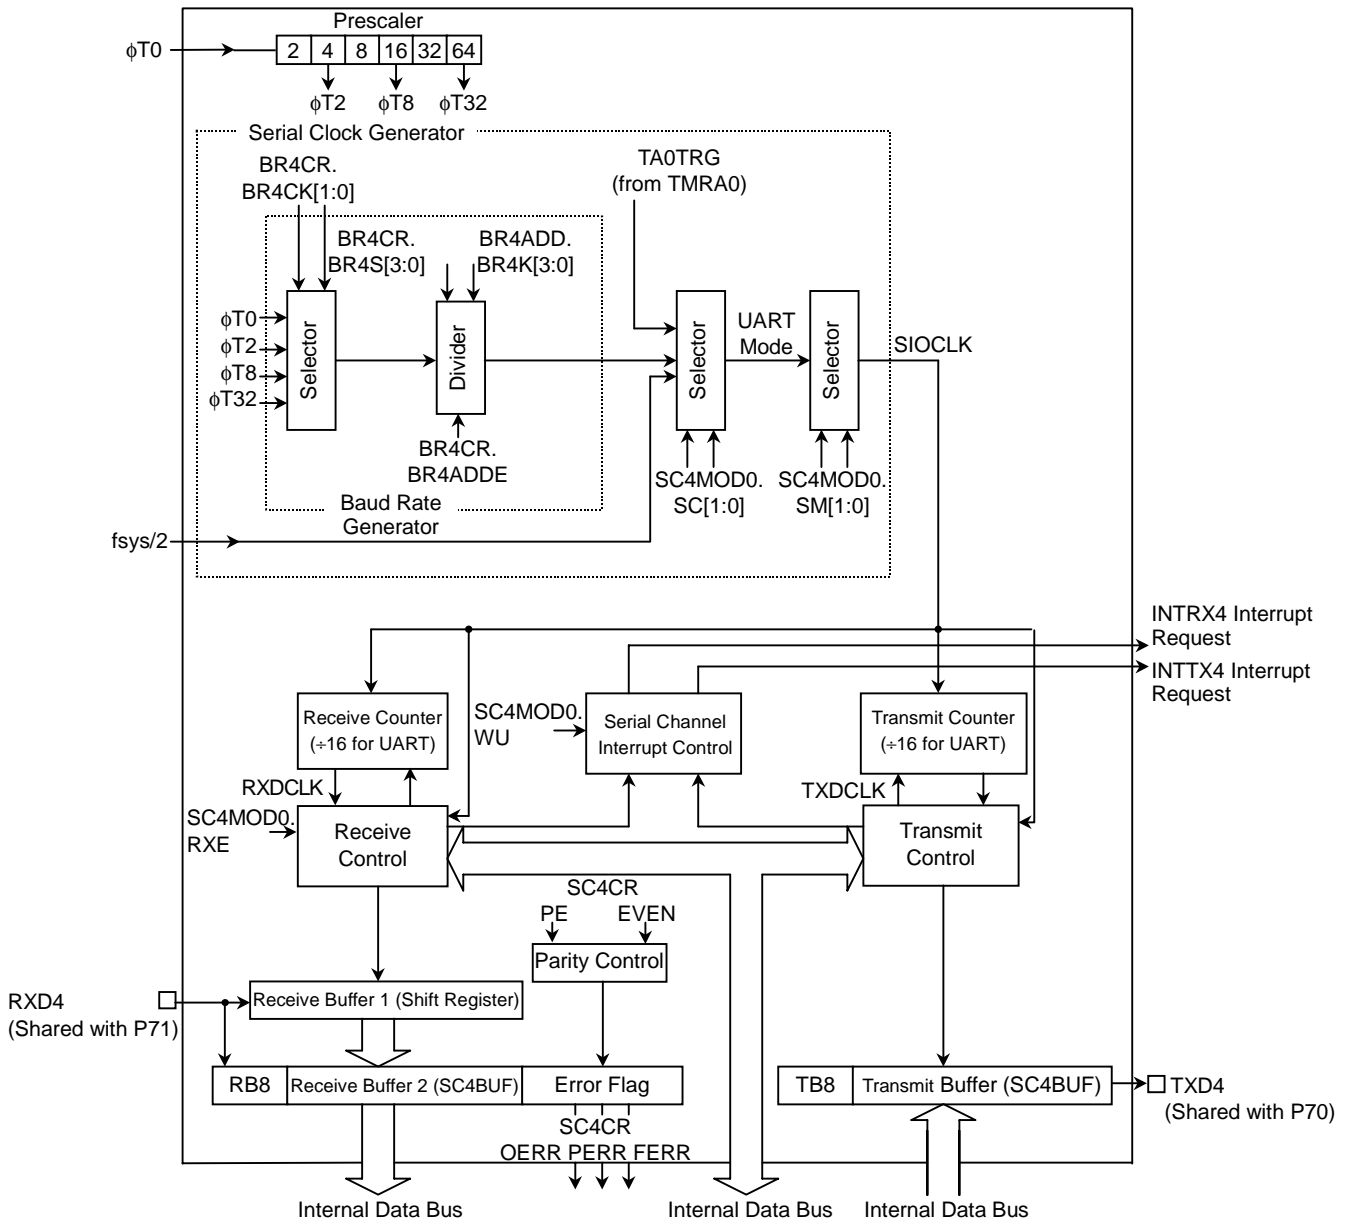 Prescaler
ϕT0
2 4 8 16 32 64
ϕT2 ϕT8 ϕT32
Serial Clock Generator
BR4CR.
BR4CK[1:0]
TA0TRG
(from TMRA0)
BR4CR.
BR4S[3:0]
BR4ADD.
BR4K[3:0]
ϕT0
ϕT2
ϕT8
ϕT32
Selector
Divider
Selector
UART
Mode
Selector
SIOCLK
BR4CR.
BR4ADDE
SC4MOD0.
SC[1:0]
SC4MOD0.
SM[1:0]
Baud Rate
Generator
fsys/2
INTRX4 Interrupt
Request
INTTX4 Interrupt
Request
Receive Counter
(÷16 for UART)
SC4MOD0.
WU
Serial Channel
Interrupt Control
Transmit Counter
(÷16 for UART)
RXDCLK
TXDCLK
SC4MOD0.
RXE
Receive
Control
Transmit
Control
SC4CR
PE EVEN
Parity Control
RXD4
(Shared with P71)
Receive Buffer 1 (Shift Register)
RB8
Receive Buffer 2 (SC4BUF)
Error Flag
TB8
Transmit Buffer (SC4BUF)
TXD4
(Shared with P70)
SC4CR
OERR PERR FERR
Internal Data Bus
Internal Data Bus
Internal Data Bus